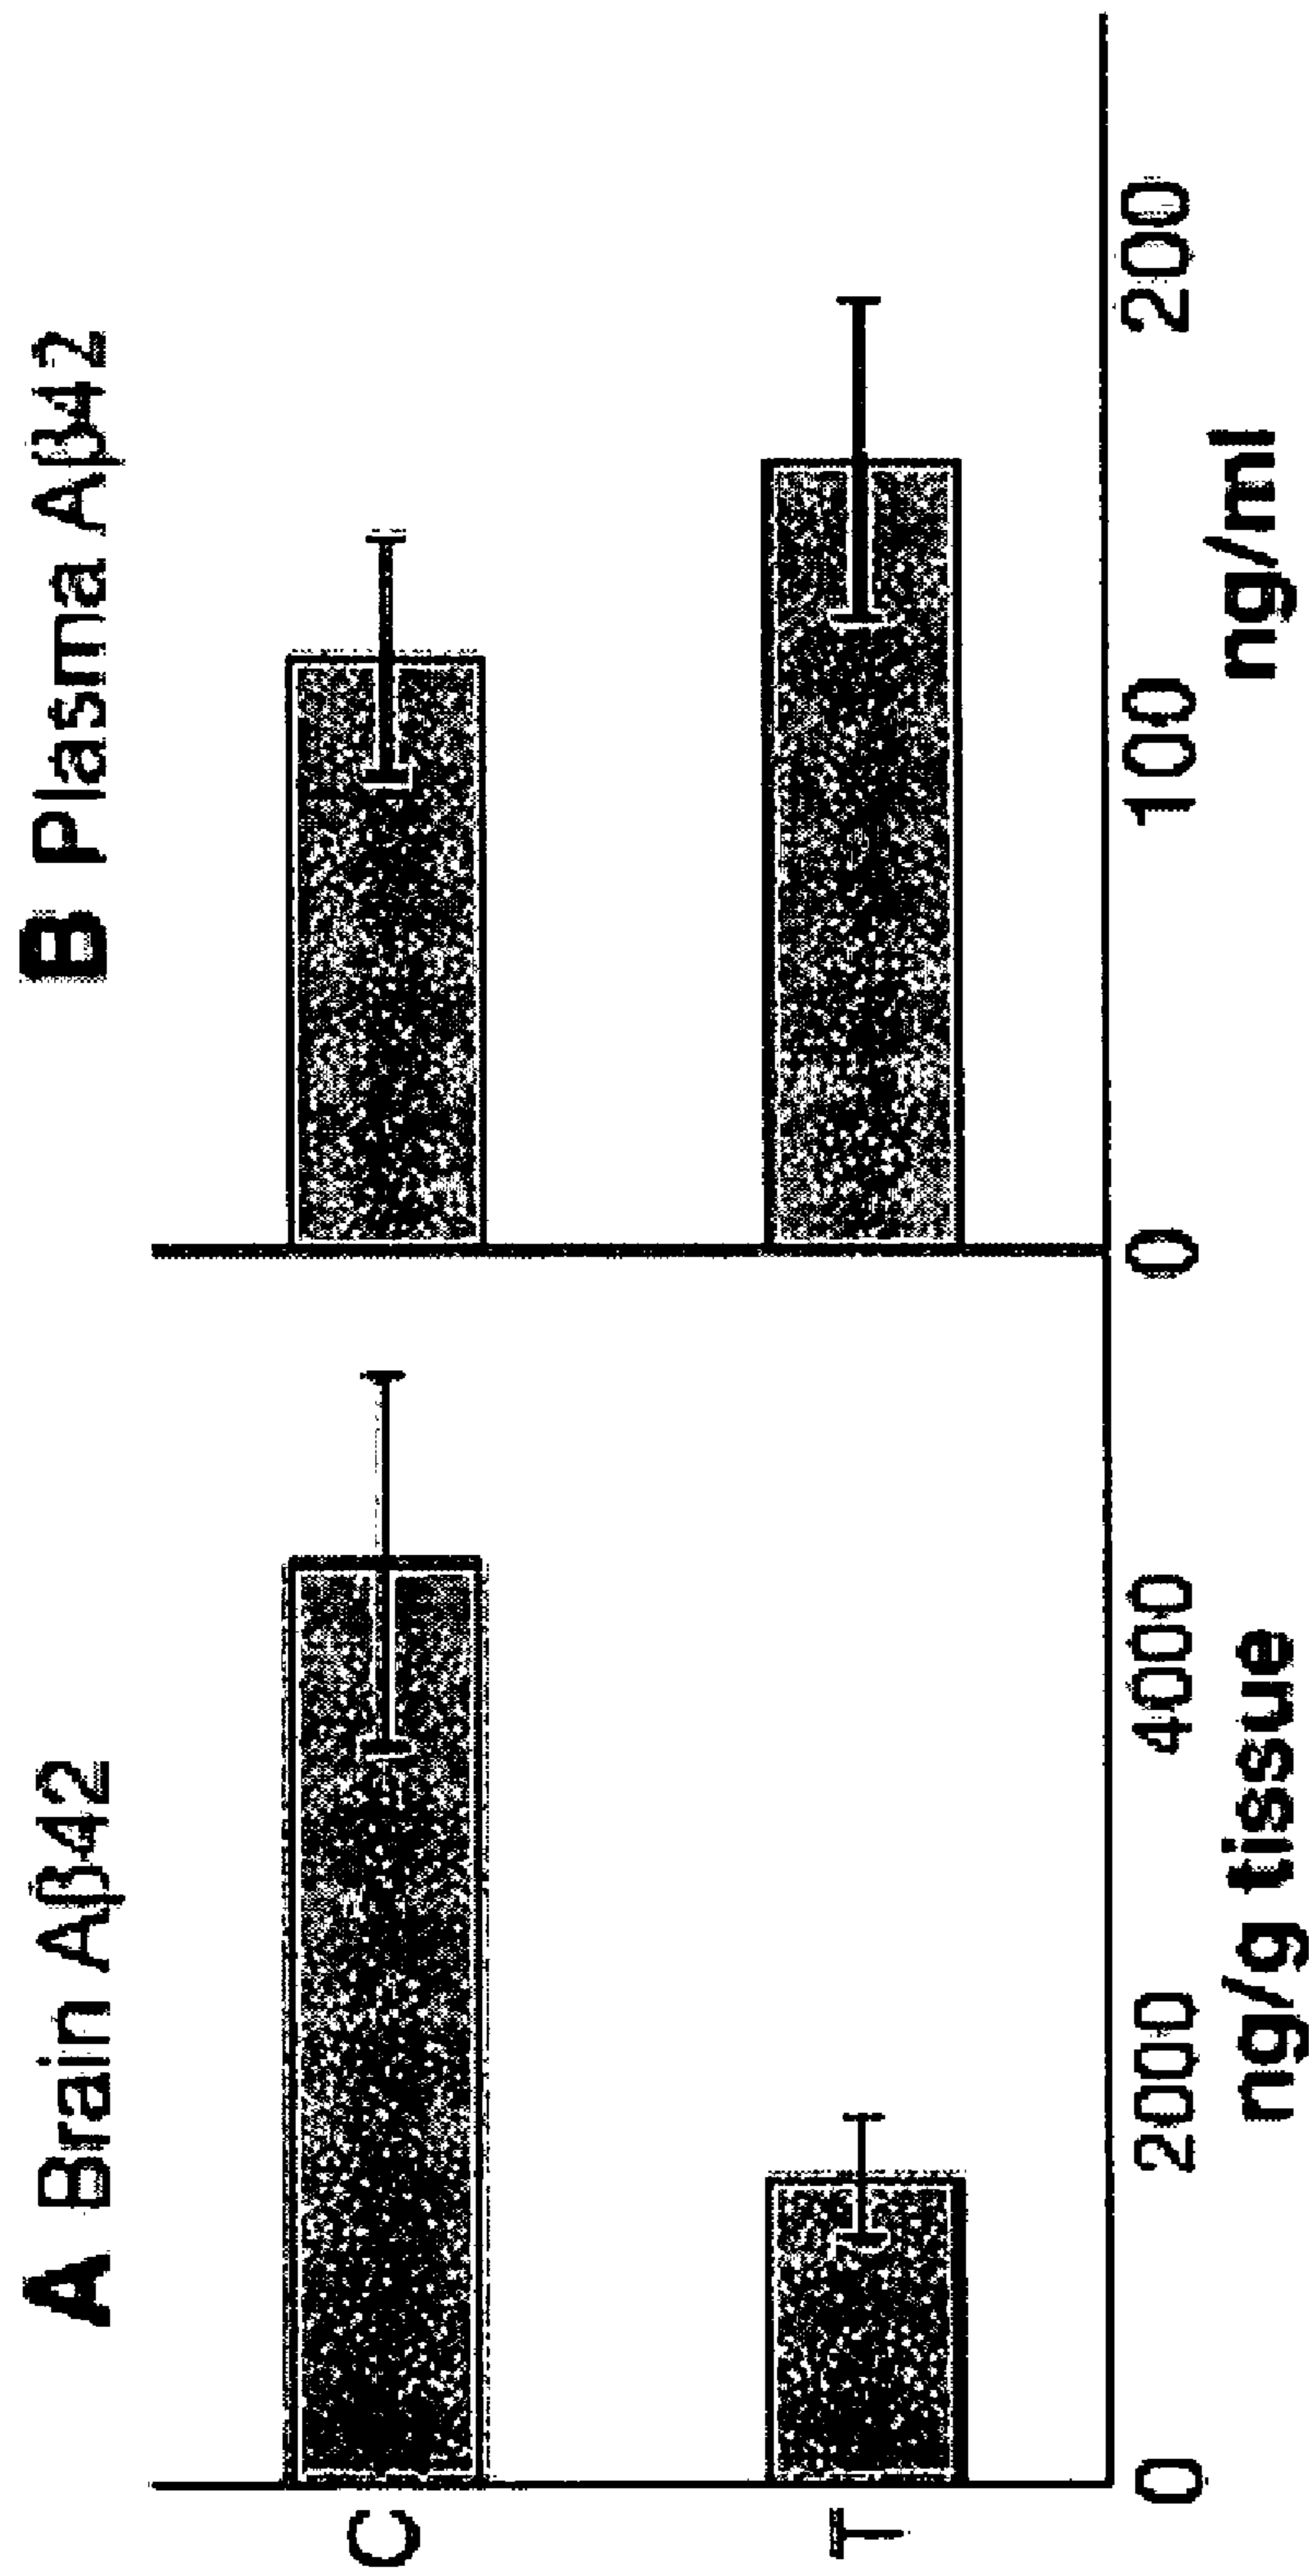 A Brain Aβ42
B Plasma Aβ42
C
T
0
2000
4000
0
100
200
ng/g tissue
ng/ml